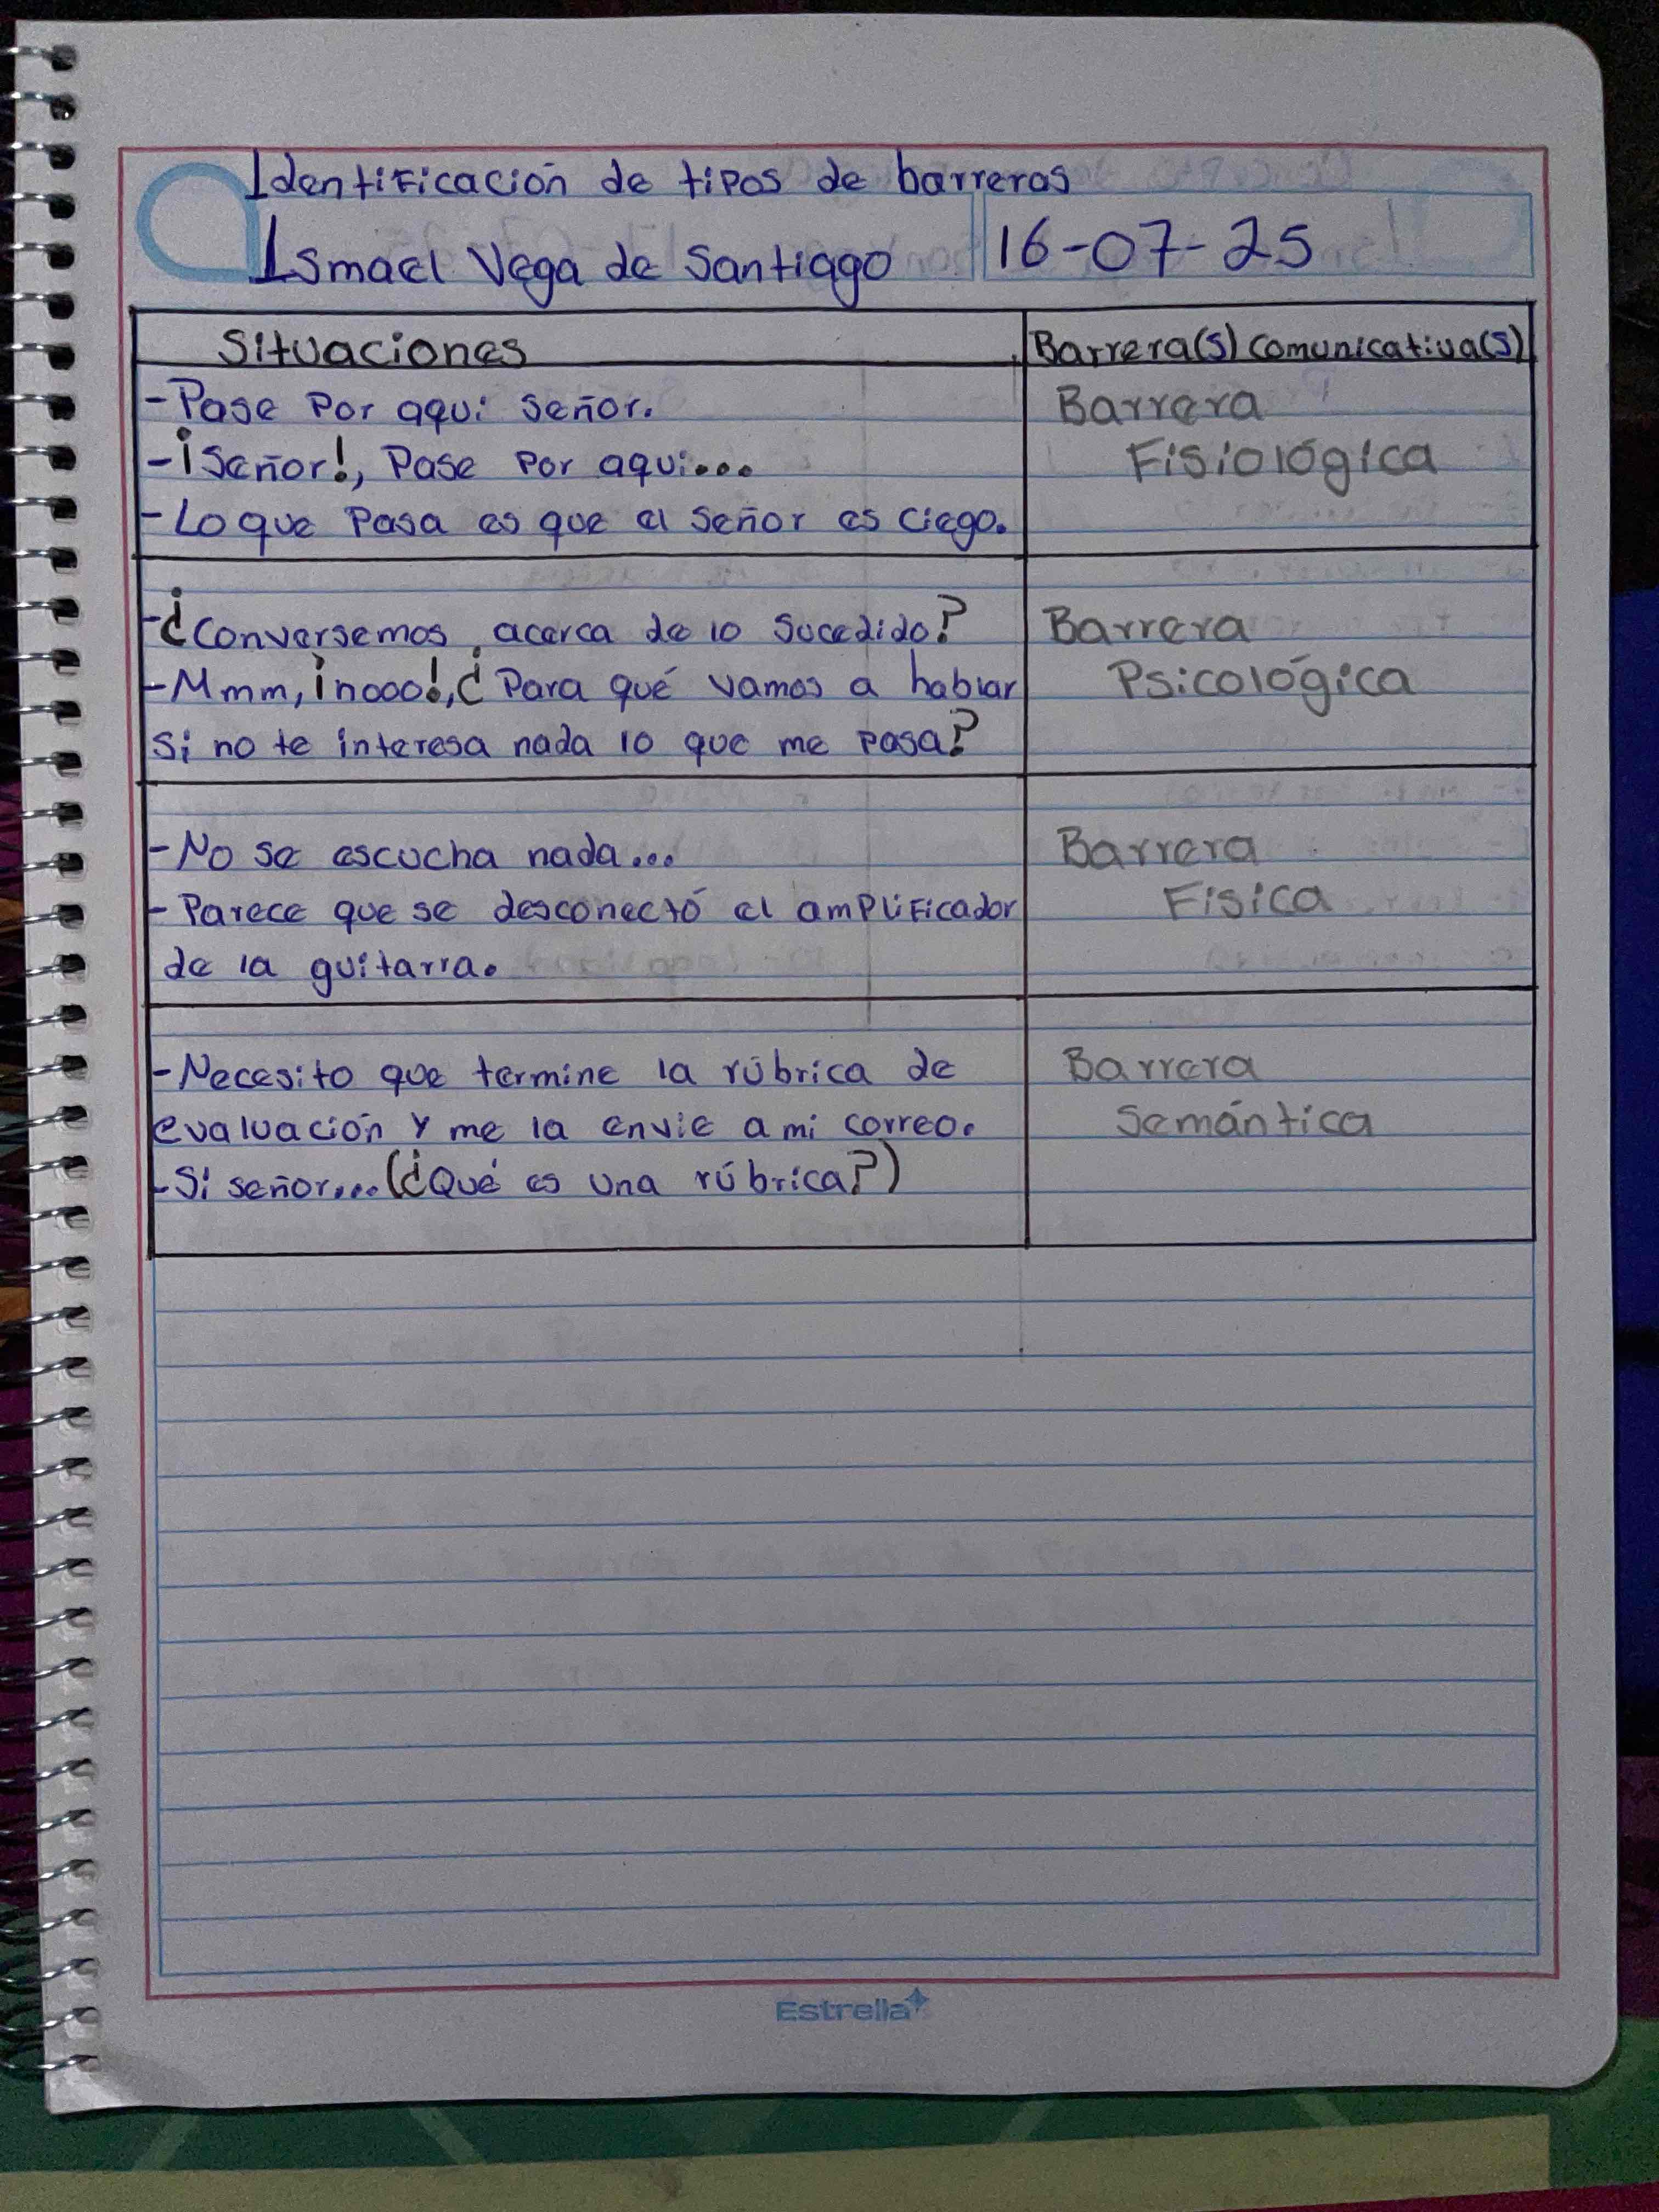 Identificación de tipos de barreras
Ismael Vega de Santiago 16-07-25
Situaciones Barrera(s) comunicativa(s)
-Pase Por aqui señor. Barrera
-¡Señor!, Pase Por aqui... Fisiológica
-Lo que Pasa es que el señor es ciego.
-¿Conversemos acerca de lo sucedido? Barrera
-Mmm, ¡nooo!, ¿Para qué vamos a hablar Psicológica
si no te interesa nada lo que me pasa?
-No se escucha nada... Barrera
-Parece que se desconectó el amplificador Física
de la guitarra.
-Necesito que termine la rúbrica de Barrera
evaluación y me la envie a mi correo. Semántica
-Si señor... (¿Qué es una rúbrica?)
Estrella